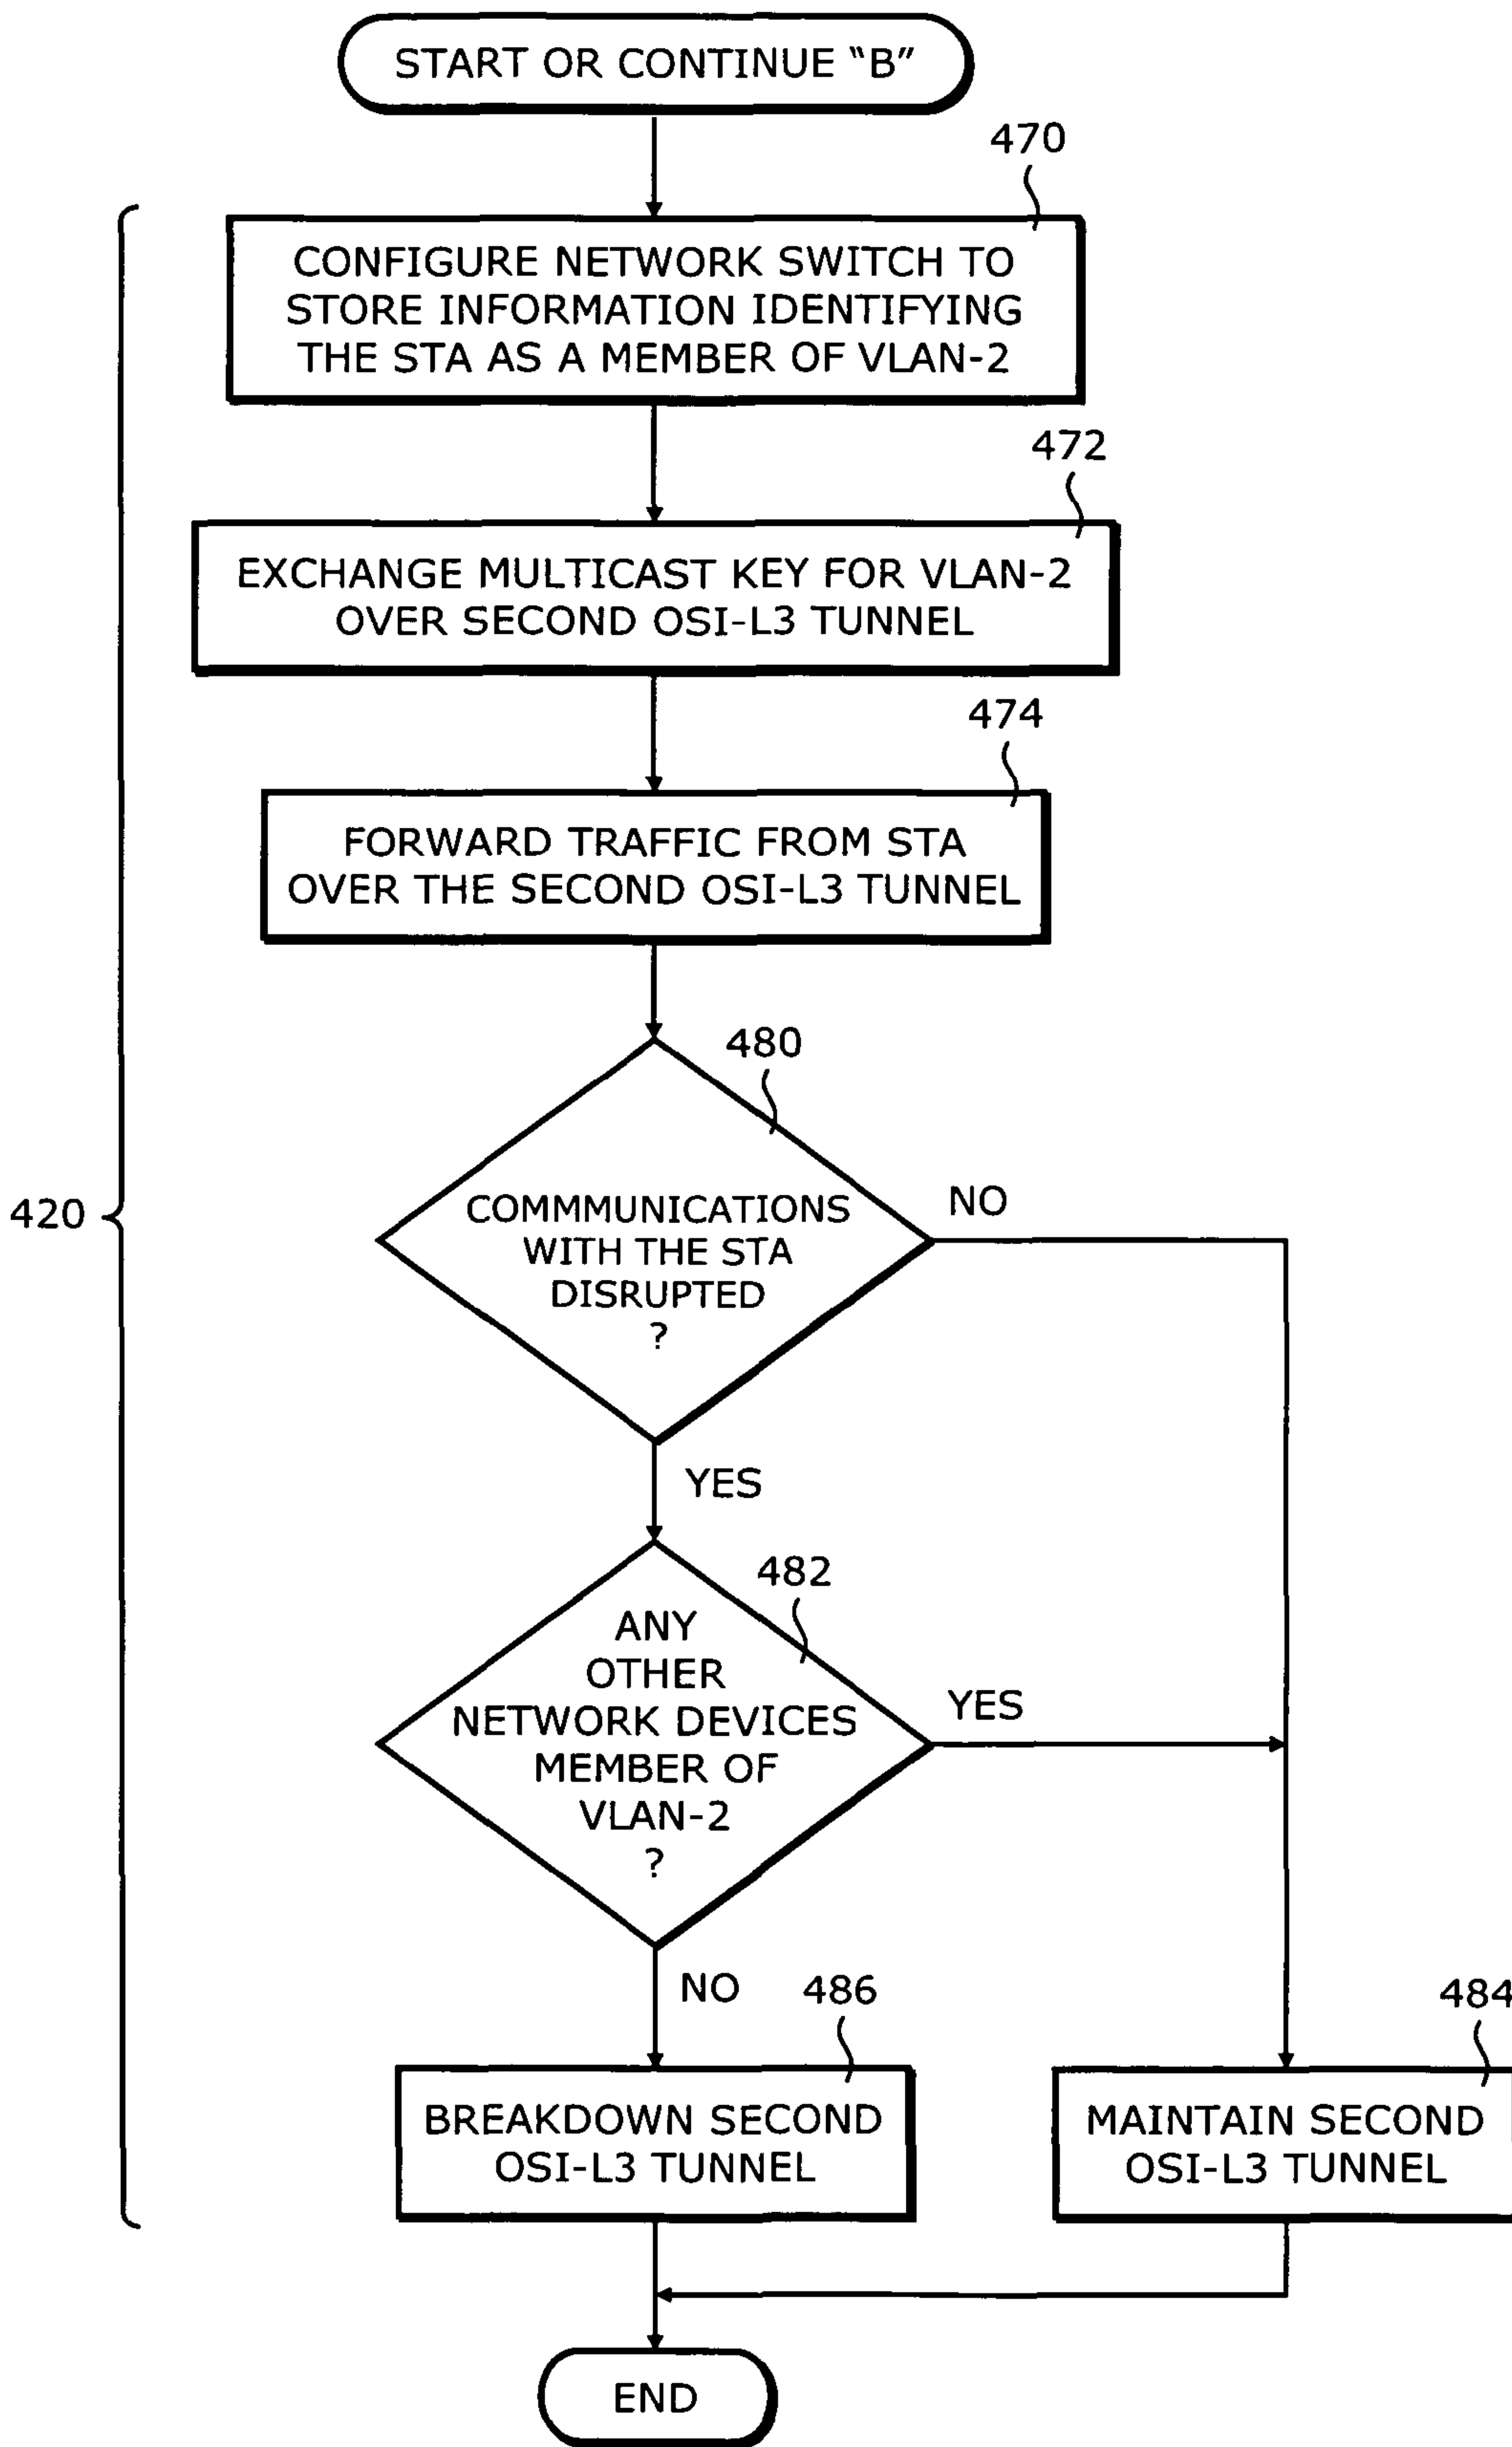 START OR CONTINUE “B”
470
CONFIGURE NETWORK SWITCH TO
STORE INFORMATION IDENTIFYING
THE STA AS A MEMBER OF VLAN-2
472
EXCHANGE MULTICAST KEY FOR VLAN-2
OVER SECOND OSI-L3 TUNNEL
474
FORWARD TRAFFIC FROM STA
OVER THE SECOND OSI-L3 TUNNEL
480
COMMMUNICATIONS
WITH THE STA
DISRUPTED
?
NO
420
YES
482
ANY
OTHER
NETWORK DEVICES
MEMBER OF
VLAN-2
?
YES
NO
486
484
BREAKDOWN SECOND
OSI-L3 TUNNEL
MAINTAIN SECOND
OSI-L3 TUNNEL
END